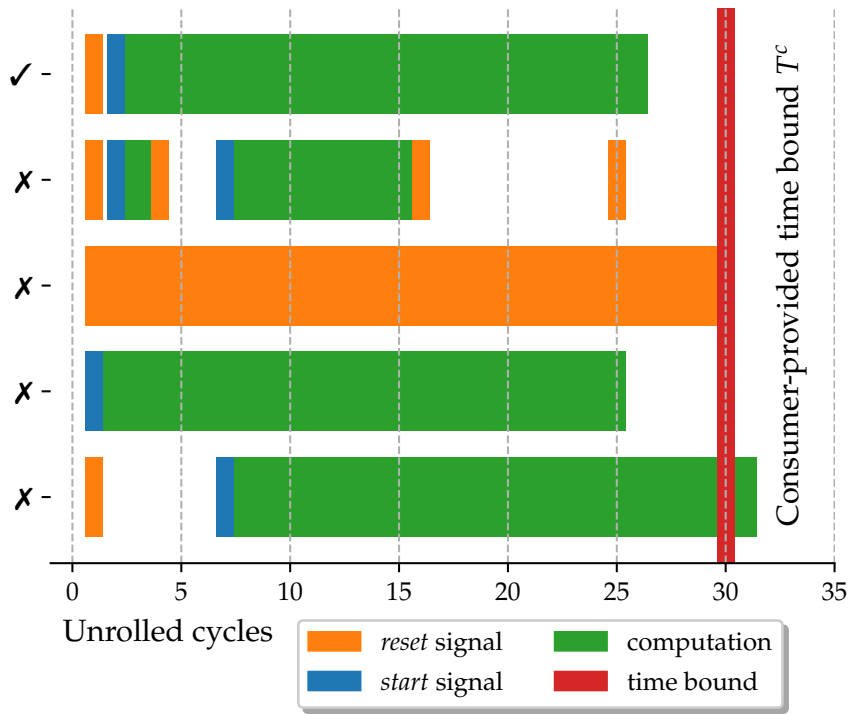 ✓
✗
✗
✗
✗
Consumer-provided time bound T^c
0 5 10 15 20 25 30 35
Unrolled cycles
reset signal
computation
start signal
time bound